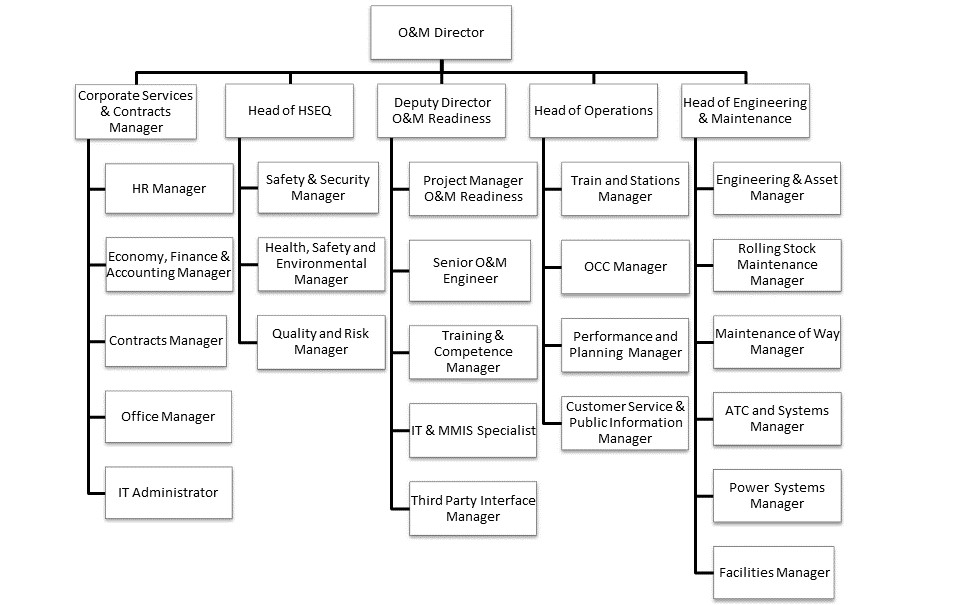 O&M Director
Corporate Services
& Contracts
Manager
Head of HSEQ
Deputy Director
O&M Readiness
Head of Operations
Head of Engineering
& Maintenance
HR Manager
Economy, Finance &
Accounting Manager
Contracts Manager
Office Manager
IT Administrator
Safety & Security
Manager
Health, Safety and
Environmental
Manager
Quality and Risk
Manager
Project Manager
O&M Readiness
Senior O&M
Engineer
Training &
Competence
Manager
IT & MMIS Specialist
Third Party Interface
Manager
Train and Stations
Manager
OCC Manager
Performance and
Planning Manager
Customer Service &
Public Information
Manager
Engineering & Asset
Manager
Rolling Stock
Maintenance
Manager
Maintenance of Way
Manager
ATC and Systems
Manager
Power Systems
Manager
Facilities Manager